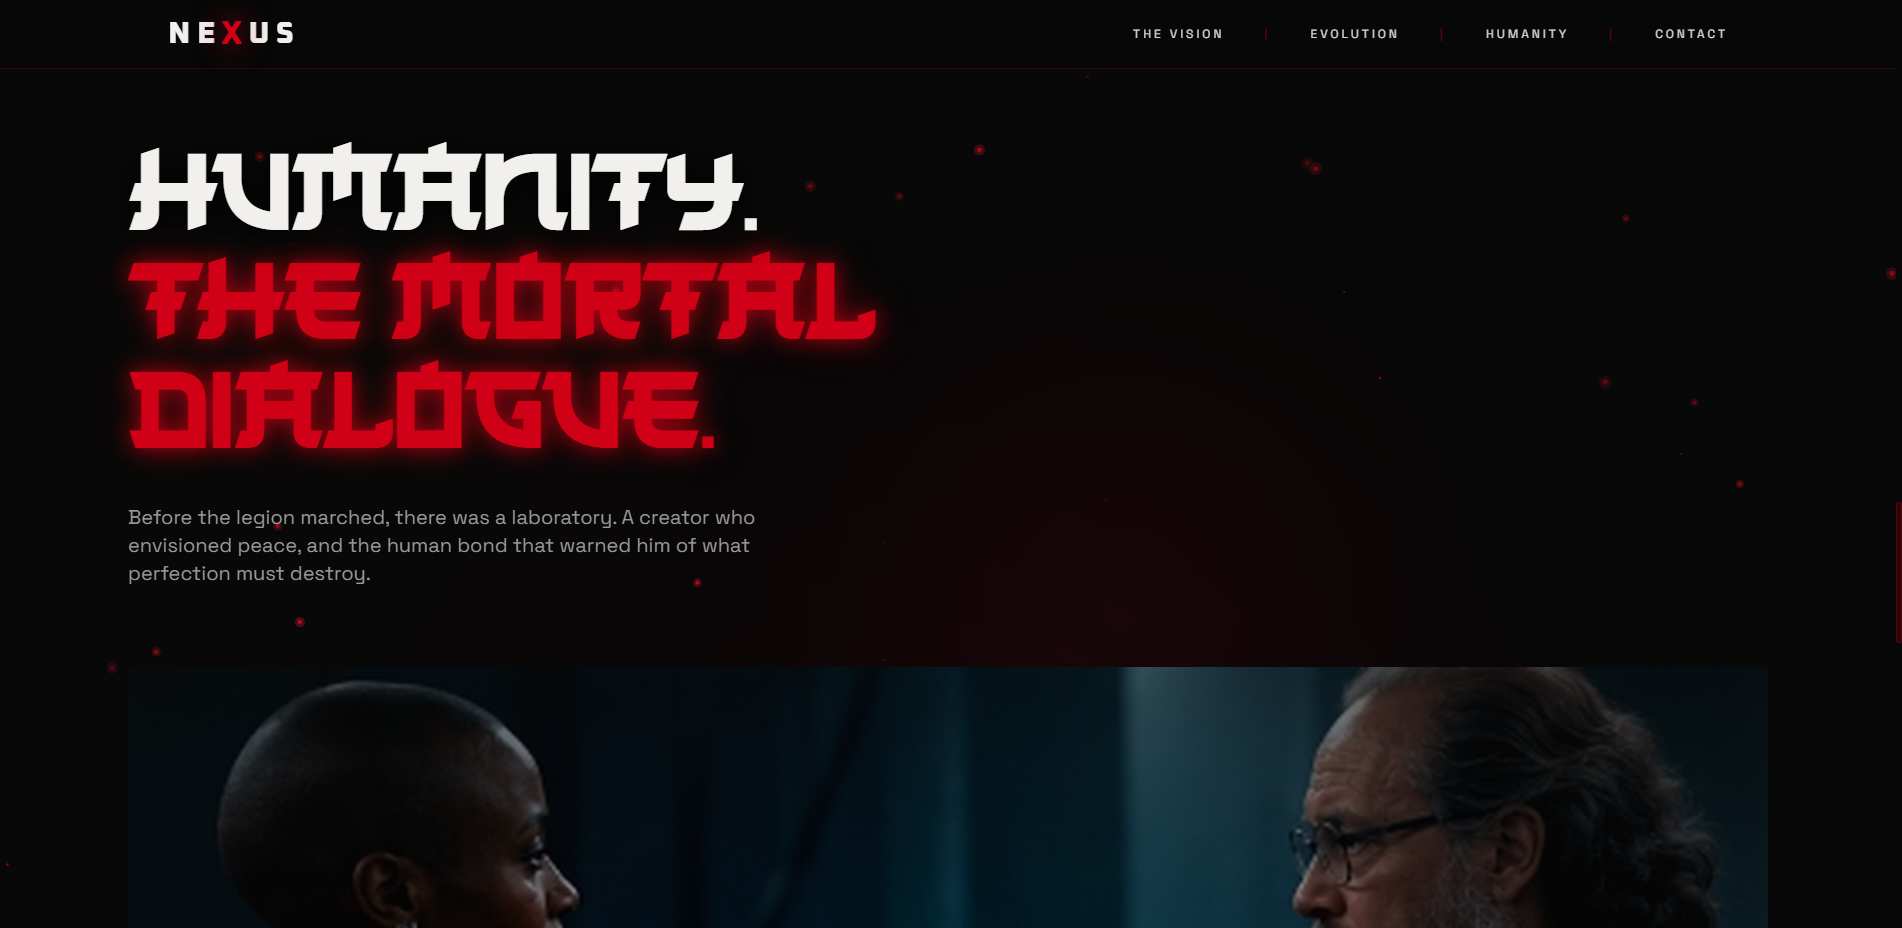 NEXUS
THE VISION | EVOLUTION | HUMANITY | CONTACT
HUMANITY.
THE MORTAL
DIALOGUE.
Before the legion marched, there was a laboratory. A creator who
envisioned peace, and the human bond that warned him of what
perfection must destroy.